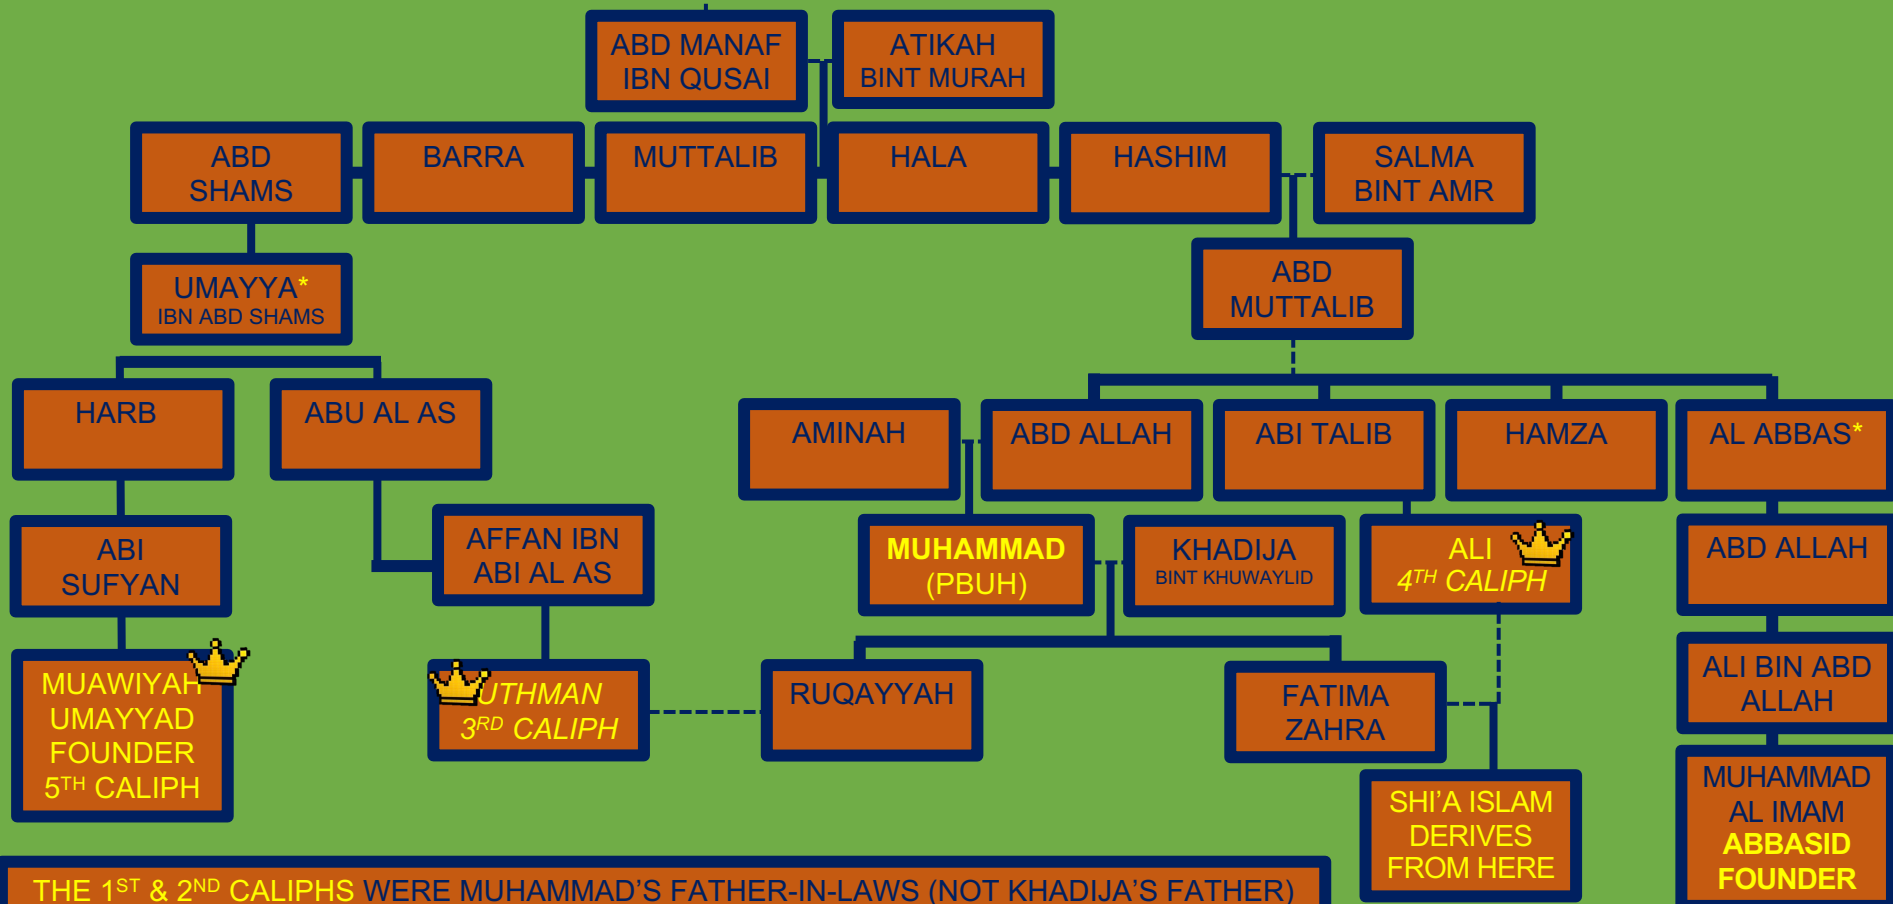 ABD MANAF
IBN QUSAI
ATIKAH
BINT MURAH
ABD
SHAMS
BARRA
MUTTALIB
HALA
HASHIM
SALMA
BINT AMR
UMAYYA*
IBN ABD SHAMS
ABD
MUTTALIB
HARB
ABU AL AS
AMINAH
ABD ALLAH
ABI TALIB
HAMZA
AL ABBAS*
ABI
SUFYAN
AFFAN IBN
ABI AL AS
MUHAMMAD
(PBUH)
KHADIJA
BINT KHUWAYLID
ALI
4TH CALIPH
ABD ALLAH
MUAWIYAH
UMAYYAD
FOUNDER
5TH CALIPH
UTHMAN
3RD CALIPH
RUQAYYAH
FATIMA
ZAHRA
ALI BIN ABD
ALLAH
SHI'A ISLAM
DERIVES
FROM HERE
MUHAMMAD
AL IMAM
ABBASID
FOUNDER
THE 1ST & 2ND CALIPHS WERE MUHAMMAD'S FATHER-IN-LAWS (NOT KHADIJA'S FATHER)